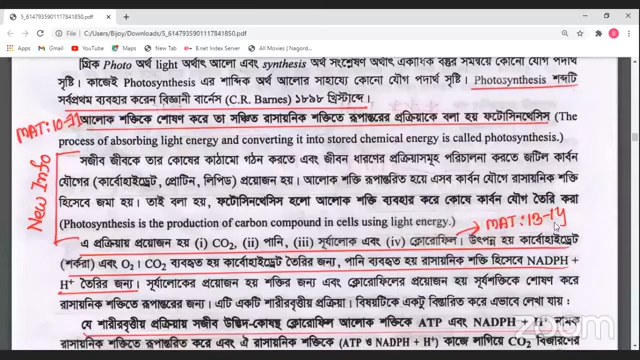 5_6147935901117841850.pdf
File | C:/Users/Bijoy/Downloads/5_6147935901117841850.pdf
Apps Gmail YouTube Maps News E.net Index Server Nagord
গ্রিক Photo অর্থ light অর্থাৎ আলো এবং synthesis অর্থ সংশ্লেষণ অর্থাৎ একাধিক বস্তুর সমন্বয়ে কোনো যৌগ পদার্থ
সৃষ্টি। কাজেই Photosynthesis এর শাব্দিক অর্থ আলোর সাহায্যে কোনো যৌগ পদার্থ সৃষ্টি। Photosynthesis শব্দটি
সর্বপ্রথম ব্যবহার করেন বিজ্ঞানী বার্নেস (C.R. Barnes) ১৮৯৮ খ্রিস্টাব্দে।
MAT: 10-11
আলোক শক্তিকে শোষণ করে তা সঞ্চিত রাসায়নিক শক্তিতে রূপান্তরের প্রক্রিয়াকে বলা হয় ফটোসিনথেসিস। (The
process of absorbing light energy and converting it into stored chemical energy is called photosynthesis.)
New Info
সজীব জীবকে তার কোষের কাঠামো গঠন করতে এবং জীবন ধারণের প্রক্রিয়াসমূহ পরিচালনা করতে জটিল কার্বন
যৌগের (কার্বোহাইড্রেট, প্রোটিন, লিপিড) প্রয়োজন হয়। আলোক শক্তি রূপান্তরিত হয়ে এসব কার্বন যৌগে রাসায়নিক শক্তি
হিসেবে জমা হয়। তাই বলা হয়, ফটোসিনথেসিস হলো আলোক শক্তি ব্যবহার করে কোষে কার্বন যৌগ তৈরি করা
(Photosynthesis is the production of carbon compound in cells using light energy.)
MAT: 13-14
এ প্রক্রিয়ায় প্রয়োজন হয় (i) CO2, (ii) পানি, (iii) সূর্যালোক এবং (iv) ক্লোরোফিল। উৎপন্ন হয় কার্বোহাইড্রেট
(শর্করা) এবং O2। CO2 ব্যবহৃত হয় কার্বোহাইড্রেট তৈরির জন্য, পানি ব্যবহৃত হয় রাসায়নিক শক্তি হিসেবে NADPH +
H+ তৈরির জন্য। সূর্যালোকের প্রয়োজন হয় শক্তির জন্য এবং ক্লোরোফিলের প্রয়োজন হয় সূর্যশক্তিকে শোষণ করে
রাসায়নিক শক্তিতে রূপান্তরের জন্য। এটি একটি শারীরবৃত্তীয় প্রক্রিয়া। বিষয়টিকে একটু বিস্তারিত করে এভাবে লেখা যায় :
যে শারীরবৃত্তীয় প্রক্রিয়ায় সজীব উদ্ভিদ-কোষস্থ ক্লোরোফিল আলোক শক্তিকে ATP এবং NADPH +
রাসায়নিক শক্তিতে রূপান্তরিত করে এবং ঐ রাসায়নিক শক্তিকে (ATP ও NADPH + H+) কাজে লাগিয়ে CO2 বিজারণের